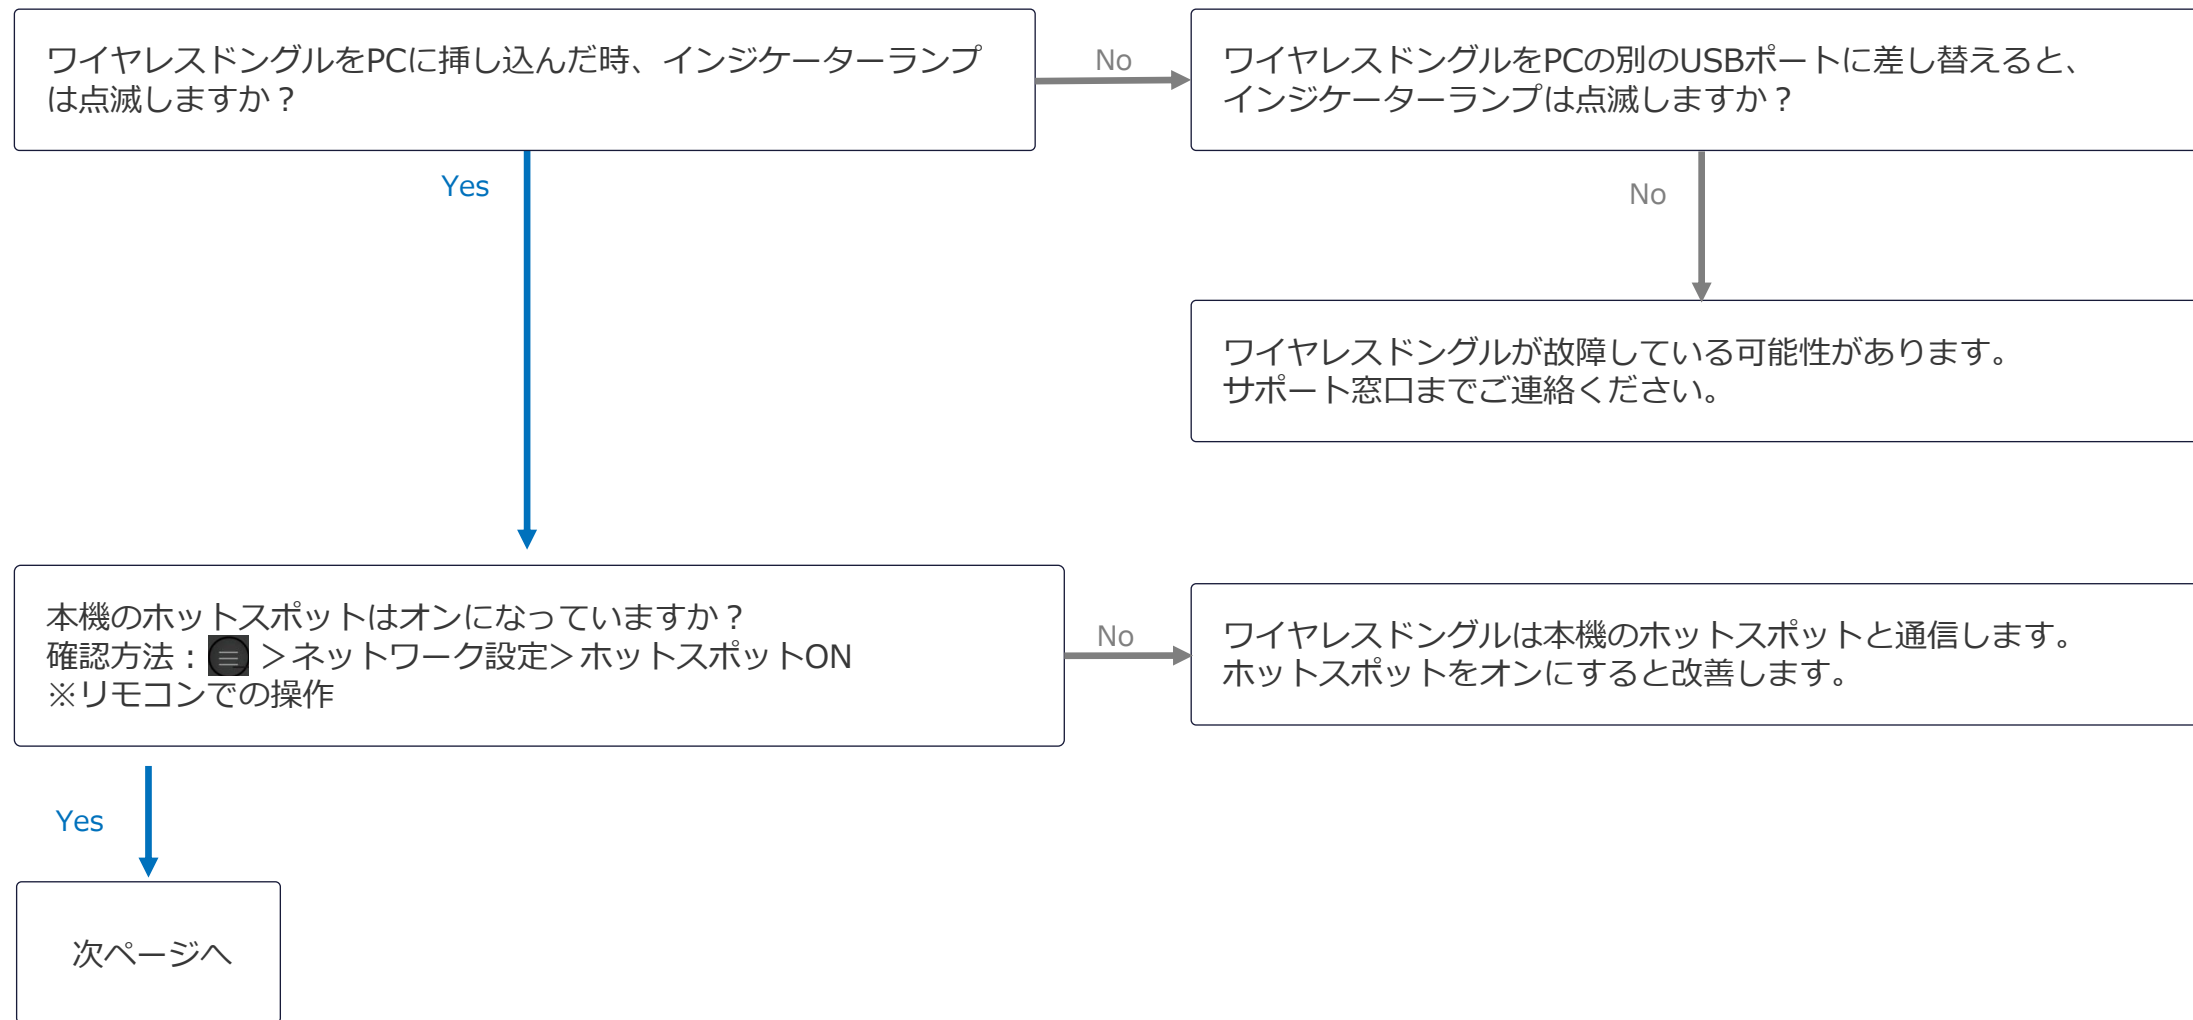 ワイヤレスドングルをPCに挿し込んだ時、インジケーターランプ
は点滅しますか？
No
ワイヤレスドングルをPCの別のUSBポートに差し替えると、
インジケーターランプは点滅しますか？
Yes
No
ワイヤレスドングルが故障している可能性があります。
サポート窓口までご連絡ください。
本機のホットスポットはオンになっていますか？
確認方法：＞ネットワーク設定＞ホットスポットON
※リモコンでの操作
No
ワイヤレスドングルは本機のホットスポットと通信します。
ホットスポットをオンにすると改善します。
Yes
次ページへ